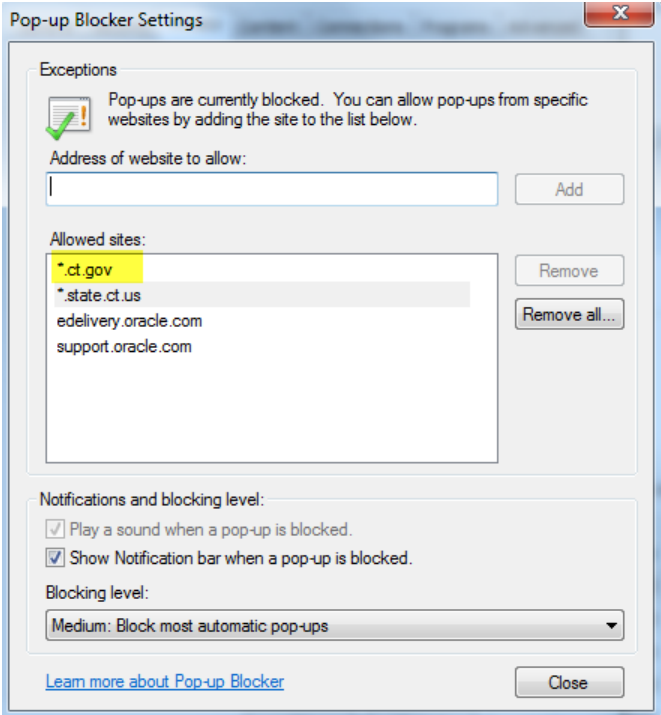 Pop-up Blocker Settings
x
Exceptions
Pop-ups are currently blocked. You can allow pop-ups from specific
websites by adding the site to the list below.
Address of website to allow:
Add
Allowed sites:
*.ct.gov
Remove
*.state.ct.us
edelivery.oracle.com
Remove all...
support.oracle.com
Notifications and blocking level:
Play a sound when a pop-up is blocked.
Show Notification bar when a pop-up is blocked.
Blocking level:
Medium: Block most automatic pop-ups
Learn more about Pop-up Blocker
Close